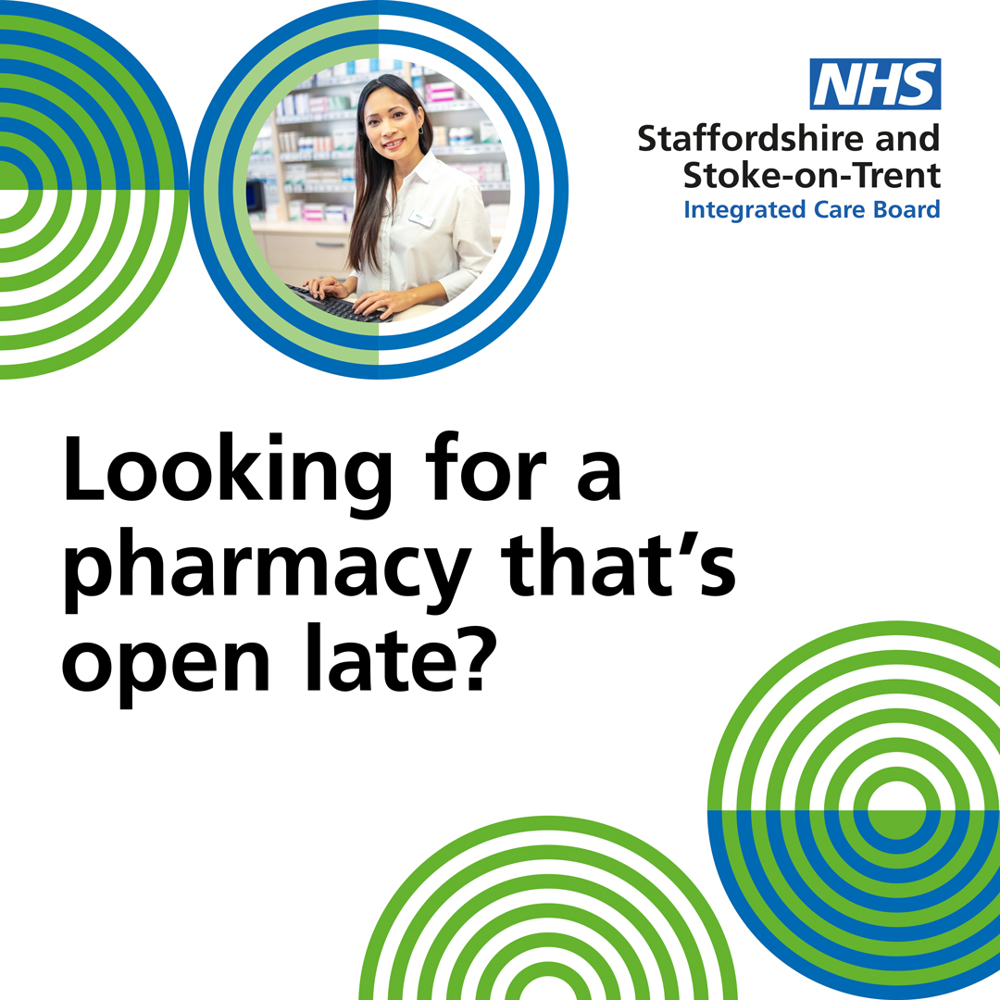 NHS
Staffordshire and
Stoke-on-Trent
Integrated Care Board
Looking for a
pharmacy that’s
open late?